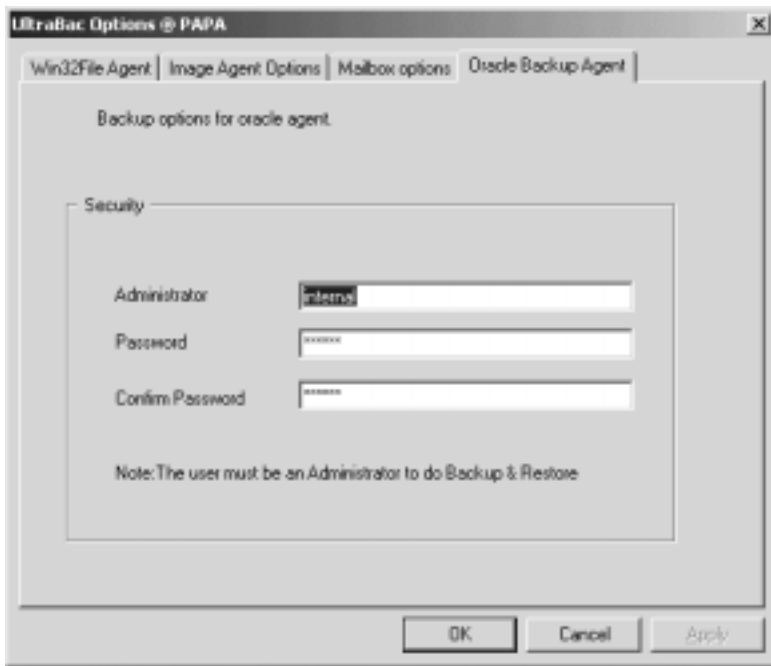 UltraBac Options @ PAPA
Win32File Agent Image Agent Options Mailbox options Oracle Backup Agent
Backup options for oracle agent.
Security
Administrator internal
Password ******
Confirm Password ******
Note:The user must be an Administrator to do Backup & Restore
OK Cancel Apply